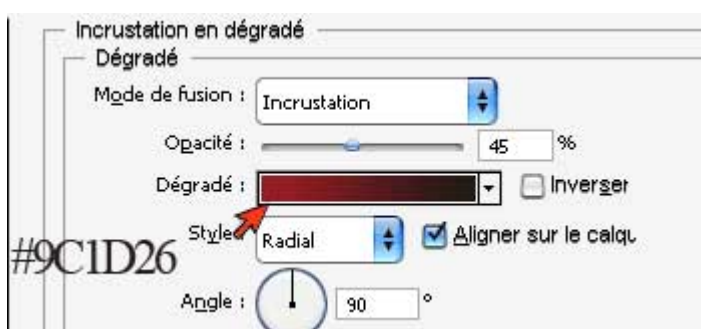 Incrustation en dégradé
Dégradé
Mode de fusion : Incrustation
Opacité : 45 %
Dégradé : Inverser
#9C1D26 Style Radial Aligner sur le calqu
Angle : 90 °